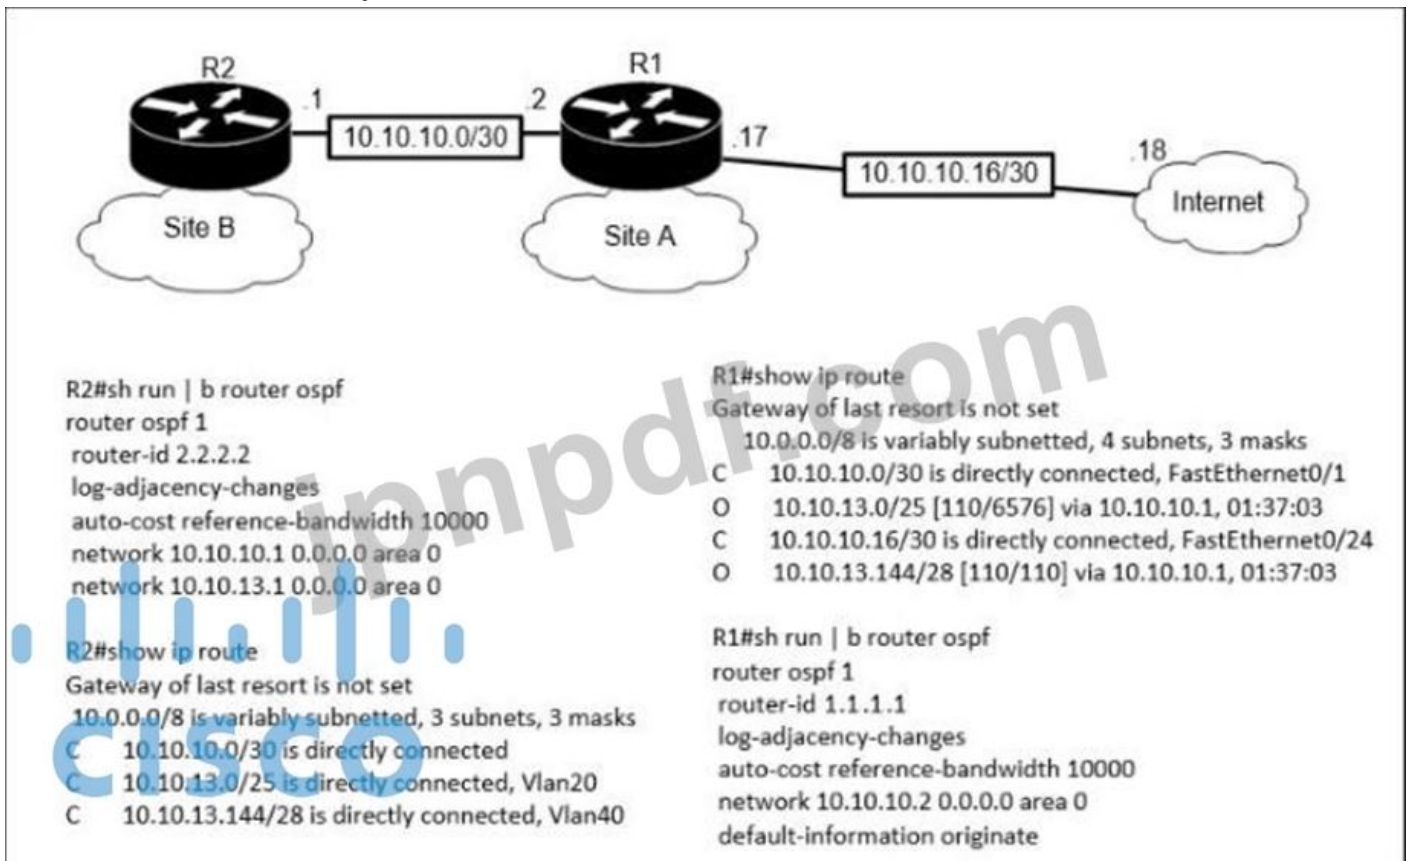 R2
R1
.1
10.10.10.0/30
.2
.17
10.10.10.16/30
.18
Internet
Site B
Site A
R2#sh run | b router ospf
router ospf 1
router-id 2.2.2.2
log-adjacency-changes
auto-cost reference-bandwidth 10000
network 10.10.10.1 0.0.0.0 area 0
network 10.10.13.1 0.0.0.0 area 0
R2#show ip route
Gateway of last resort is not set
10.0.0.0/8 is variably subnetted, 3 subnets, 3 masks
C 10.10.10.0/30 is directly connected
C 10.10.13.0/25 is directly connected, Vlan20
C 10.10.13.144/28 is directly connected, Vlan40
R1#show ip route
Gateway of last resort is not set
10.0.0.0/8 is variably subnetted, 4 subnets, 3 masks
C 10.10.10.0/30 is directly connected, FastEthernet0/1
O 10.10.13.0/25 [110/6576] via 10.10.10.1, 01:37:03
C 10.10.10.16/30 is directly connected, FastEthernet0/24
O 10.10.13.144/28 [110/110] via 10.10.10.1, 01:37:03
R1#sh run | b router ospf
router ospf 1
router-id 1.1.1.1
log-adjacency-changes
auto-cost reference-bandwidth 10000
network 10.10.10.2 0.0.0.0 area 0
default-information originate
jpnpdf.com
CISCO